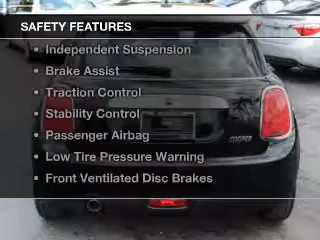 SAFETY FEATURES
• Independent Suspension
• Brake Assist
• Traction Control
• Stability Control
• Passenger Airbag
COOPER
• Low Tire Pressure Warning
• Front Ventilated Disc Brakes